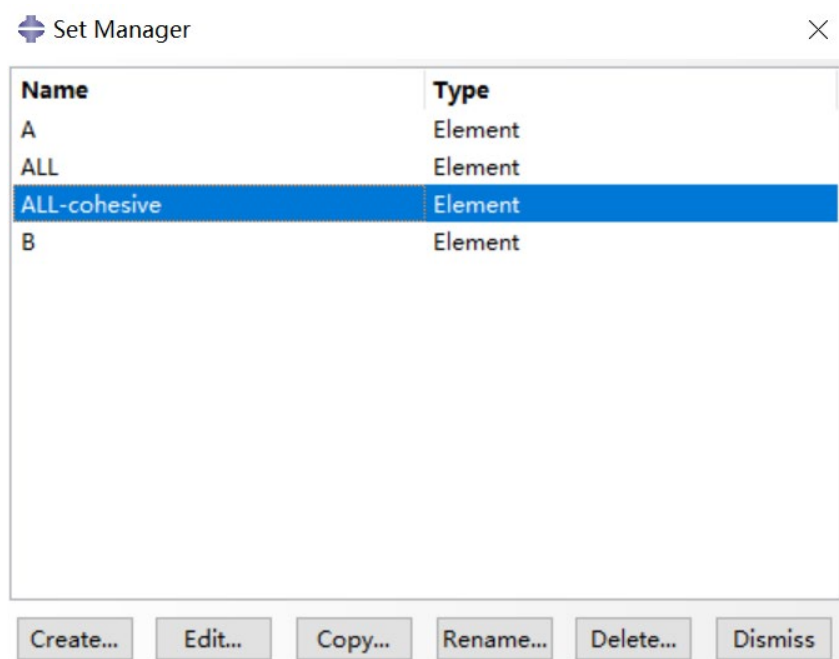 Set Manager
Name Type
A Element
ALL Element
ALL-cohesive Element
B Element
Create... Edit... Copy... Rename... Delete... Dismiss